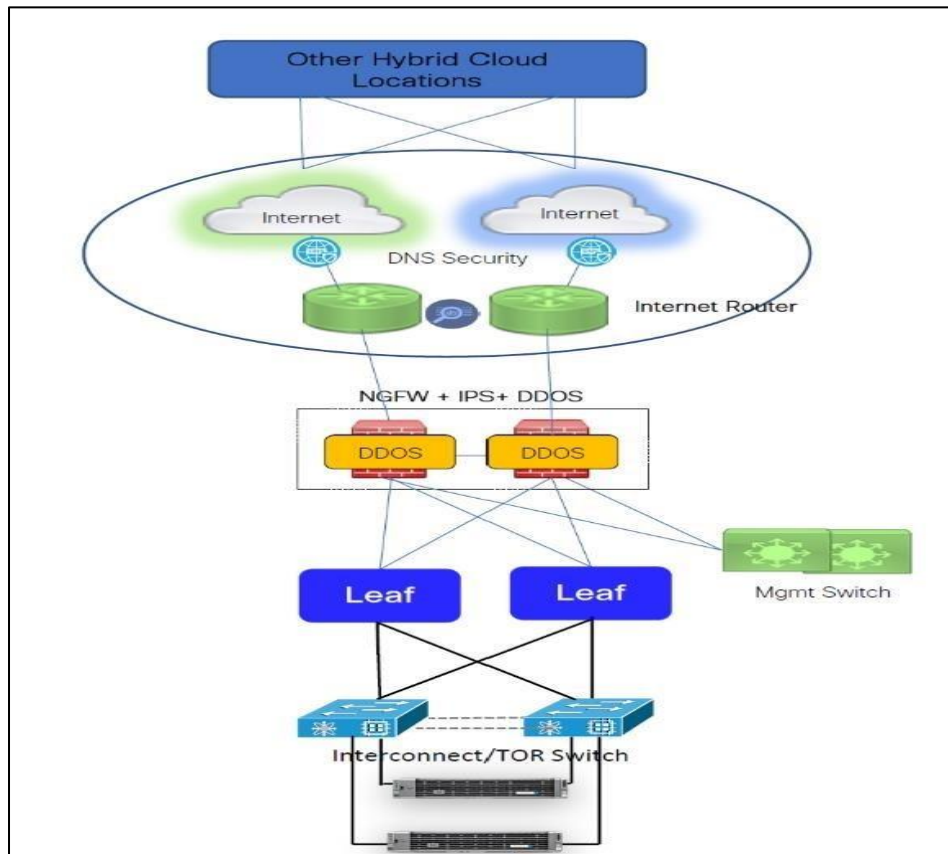 Other Hybrid Cloud
Locations
Internet
Internet
DNS Security
Internet Router
NGFW + IPS+ DDOS
DDOS
DDOS
Leaf
Leaf
Mgmt Switch
Interconnect/TOR Switch